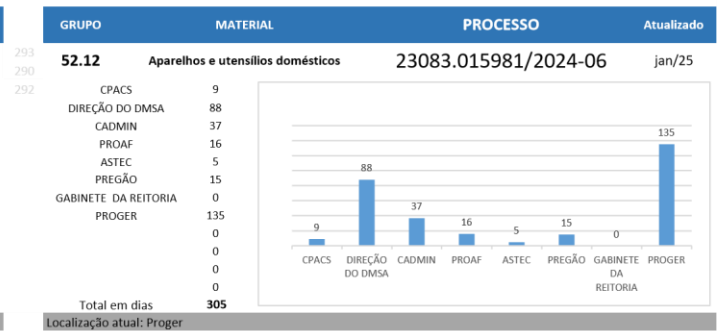 GRUPO MATERIAL PROCESSO Atualizado
293
52.12 Aparelhos e utensílios domésticos 23083.015981/2024-06 jan/25
290
292
CPACS 9
DIREÇÃO DO DMSA 88
CADMIN 37
PROAF 16
ASTEC 5
PREGÃO 15
GABINETE DA REITORIA 0
PROGER 135
0
0
0
0
Total em dias 305
9
88
37
16
5
15
0
135
CPACS
DIREÇÃO
DO DMSA
CADMIN
PROAF
ASTEC
PREGÃO
GABINETE
DA
REITORIA
PROGER
Localização atual: Proger